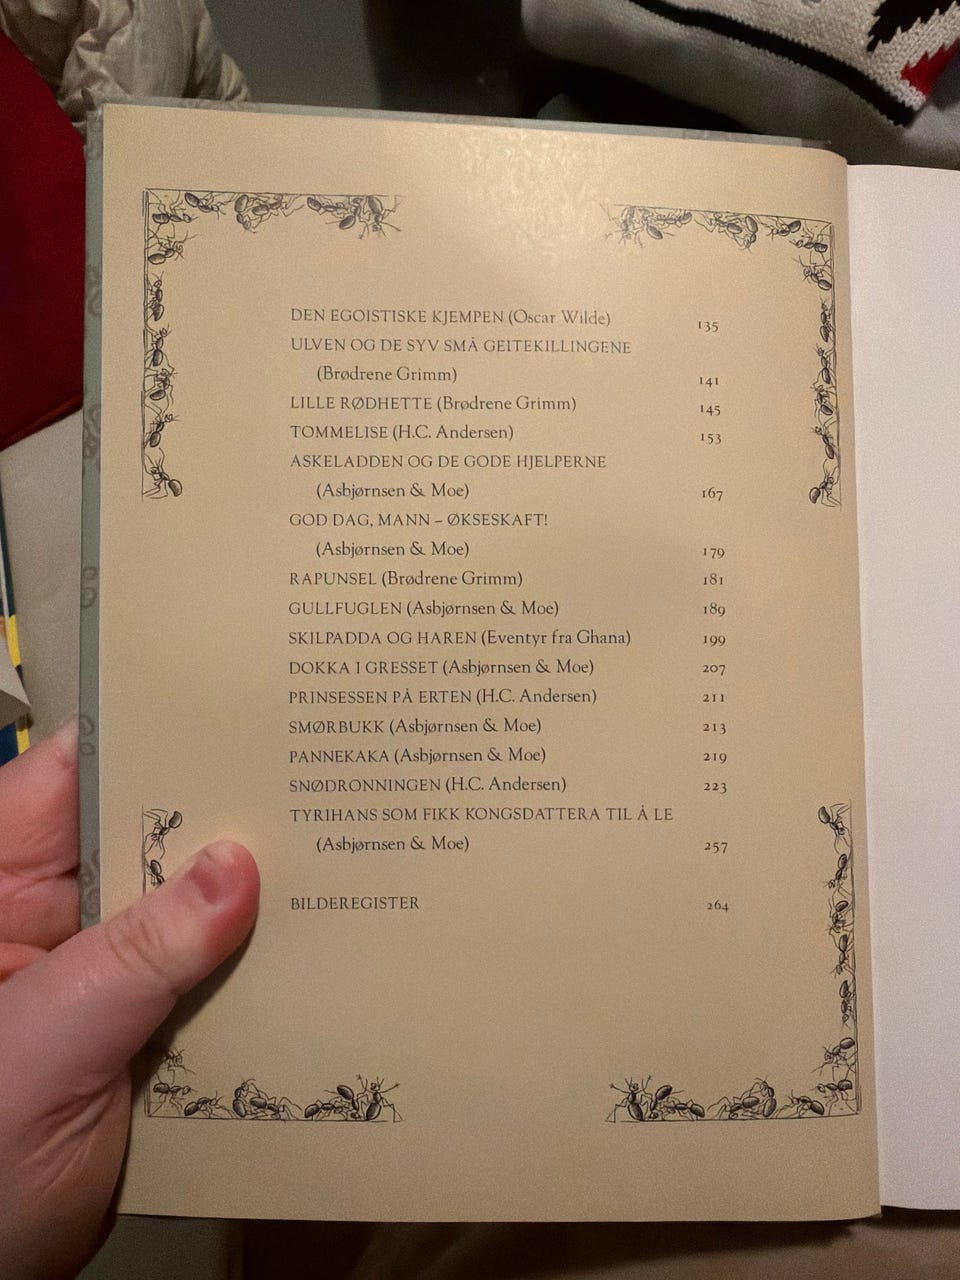 DEN EGOISTISKE KJEMPEN (Oscar Wilde) 135
ULVEN OG DE SYV SMÅ GEITEKILLINGENE
(Brødrene Grimm) 141
LILLE RØDHETTE (Brødrene Grimm) 145
TOMMELISE (H.C. Andersen) 153
ASKELADDEN OG DE GODE HJELPERNE
(Asbjørnsen & Moe) 167
GOD DAG, MANN – ØKSESKAFT!
(Asbjørnsen & Moe) 179
RAPUNSEL (Brødrene Grimm) 181
GULLFUGLEN (Asbjørnsen & Moe) 189
SKILPADDA OG HAREN (Eventyr fra Ghana) 199
DOKKA I GRESSET (Asbjørnsen & Moe) 207
PRINSESSEN PÅ ERTEN (H.C. Andersen) 211
SMØRBUKK (Asbjørnsen & Moe) 213
PANNEKAKA (Asbjørnsen & Moe) 219
SNØDRONNINGEN (H.C. Andersen) 223
TYRIHANS SOM FIKK KONGSDATTERA TIL Å LE
(Asbjørnsen & Moe) 257
BILDEREGISTER 264